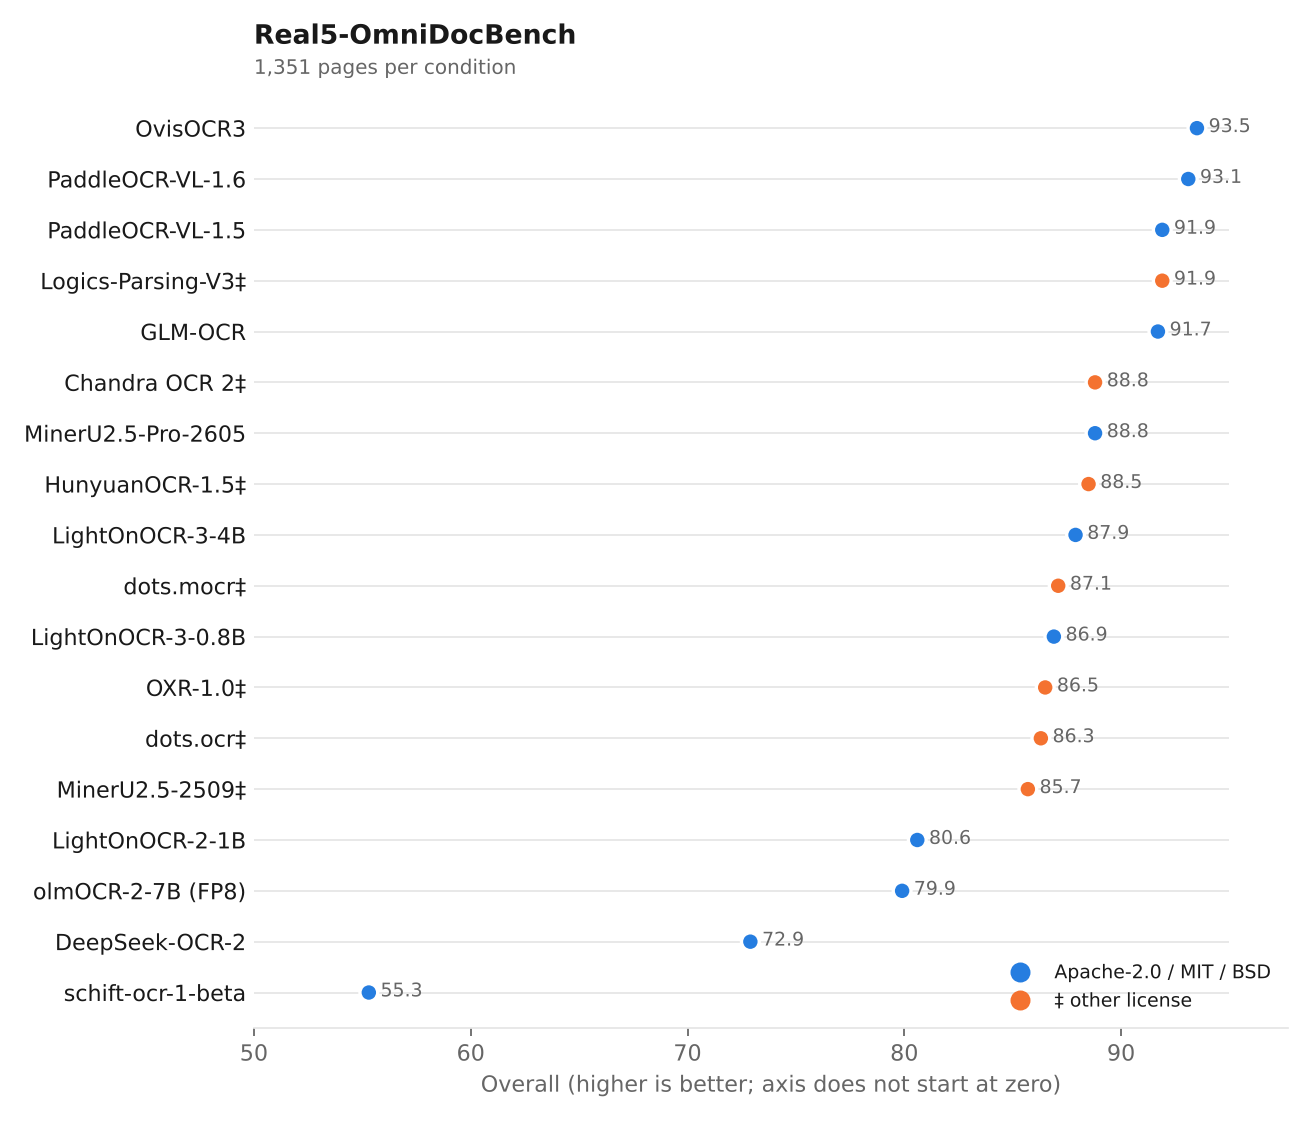 Real5-OmniDocBench
1,351 pages per condition
OvisOCR3 93.5
PaddleOCR-VL-1.6 93.1
PaddleOCR-VL-1.5 91.9
Logics-Parsing-V3‡ 91.9
GLM-OCR 91.7
Chandra OCR 2‡ 88.8
MinerU2.5-Pro-2605 88.8
HunyuanOCR-1.5‡ 88.5
LightOnOCR-3-4B 87.9
dots.mocr‡ 87.1
LightOnOCR-3-0.8B 86.9
OXR-1.0‡ 86.5
dots.ocr‡ 86.3
MinerU2.5-2509‡ 85.7
LightOnOCR-2-1B 80.6
olmOCR-2-7B (FP8) 79.9
DeepSeek-OCR-2 72.9
schift-ocr-1-beta 55.3
Apache-2.0 / MIT / BSD
‡ other license
50 60 70 80 90
Overall (higher is better; axis does not start at zero)